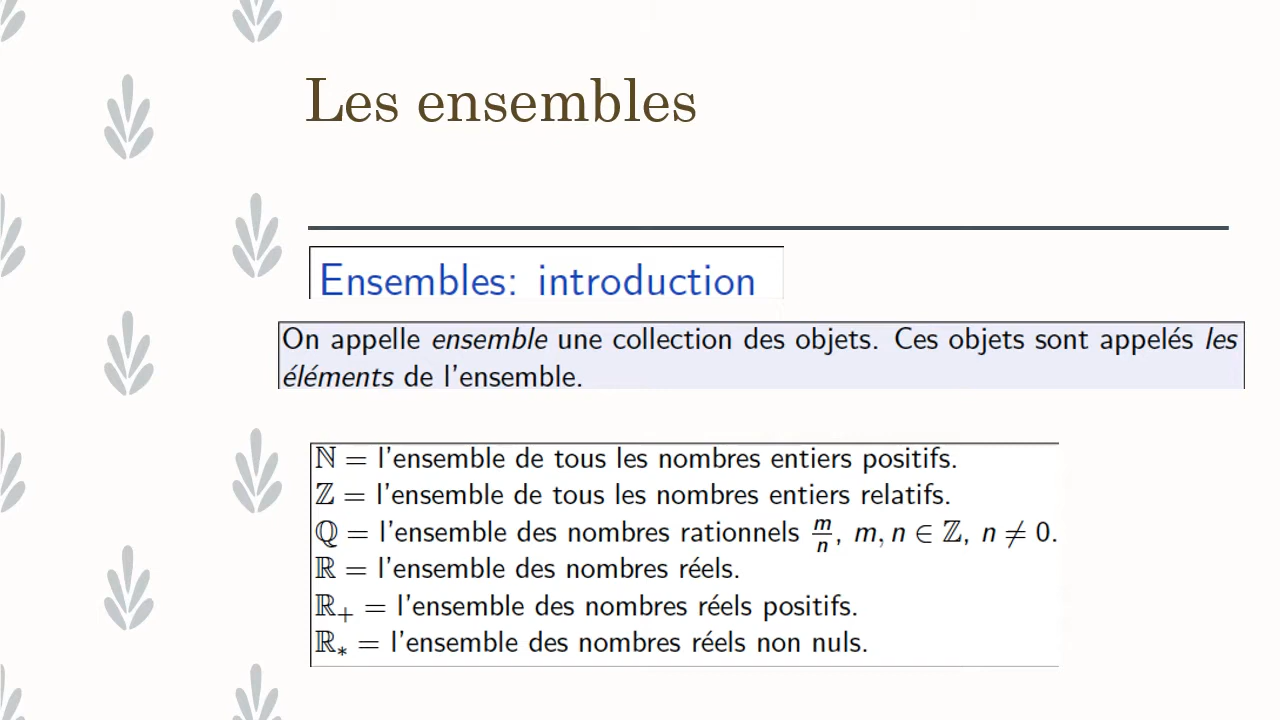 Les ensembles
Ensembles: introduction
On appelle ensemble une collection des objets. Ces objets sont appelés les
éléments de l'ensemble.
ℕ = l'ensemble de tous les nombres entiers positifs.
ℤ = l'ensemble de tous les nombres entiers relatifs.
ℚ = l'ensemble des nombres rationnels m/n, m, n ∈ ℤ, n ≠ 0.
ℝ = l'ensemble des nombres réels.
ℝ₊ = l'ensemble des nombres réels positifs.
ℝ* = l'ensemble des nombres réels non nuls.